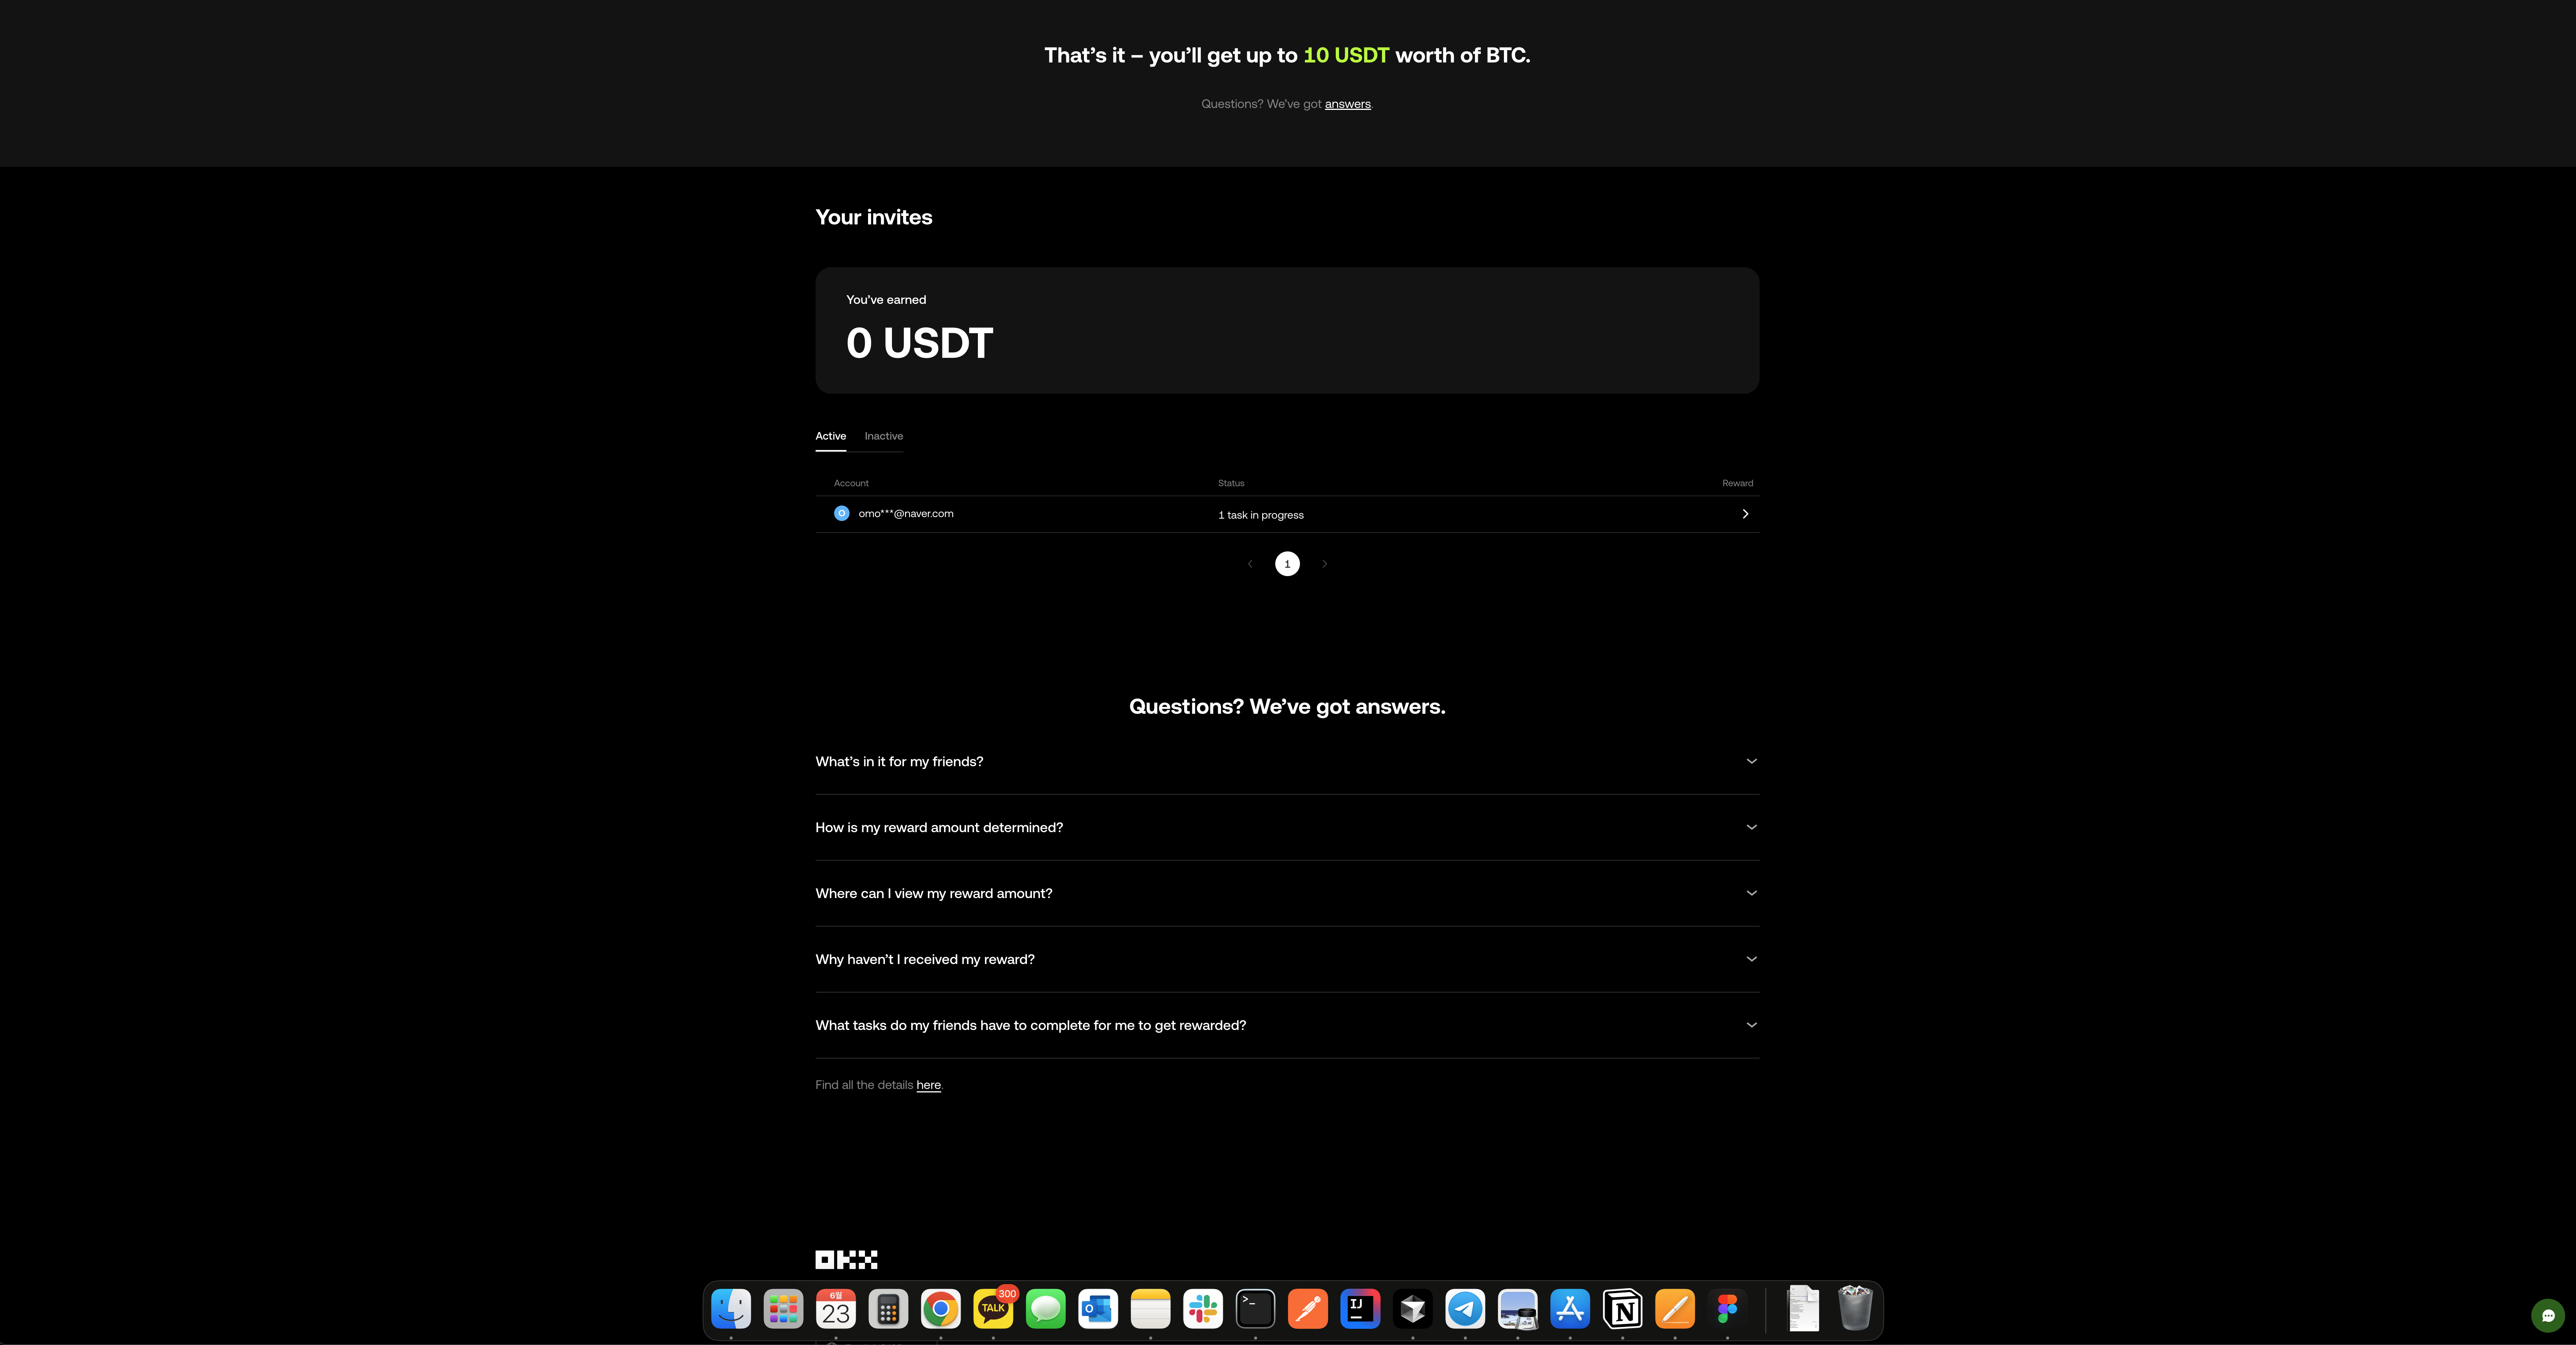 That’s it – you’ll get up to 10 USDT worth of BTC.
Questions? We’ve got answers.
Your invites
You’ve earned
0 USDT
Active Inactive
Account Status Reward
O omo***@naver.com 1 task in progress
1
Questions? We’ve got answers.
What’s in it for my friends?
How is my reward amount determined?
Where can I view my reward amount?
Why haven’t I received my reward?
What tasks do my friends have to complete for me to get rewarded?
Find all the details here.
OKX
300
6월
23
TALK
O
>_
IJ
N